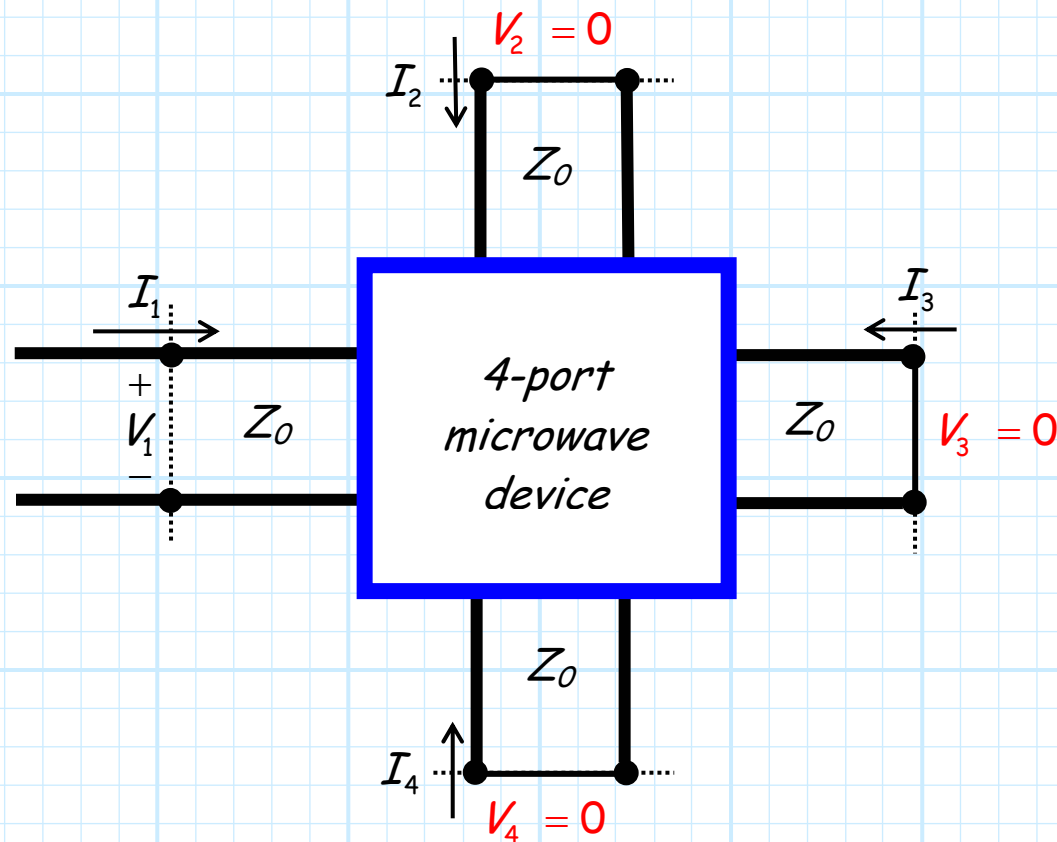 V₂ = 0
I₂
Z₀
I₁
I₃
+
V₁
−
Z₀
4-port
microwave
device
Z₀
V₃ = 0
Z₀
I₄
V₄ = 0